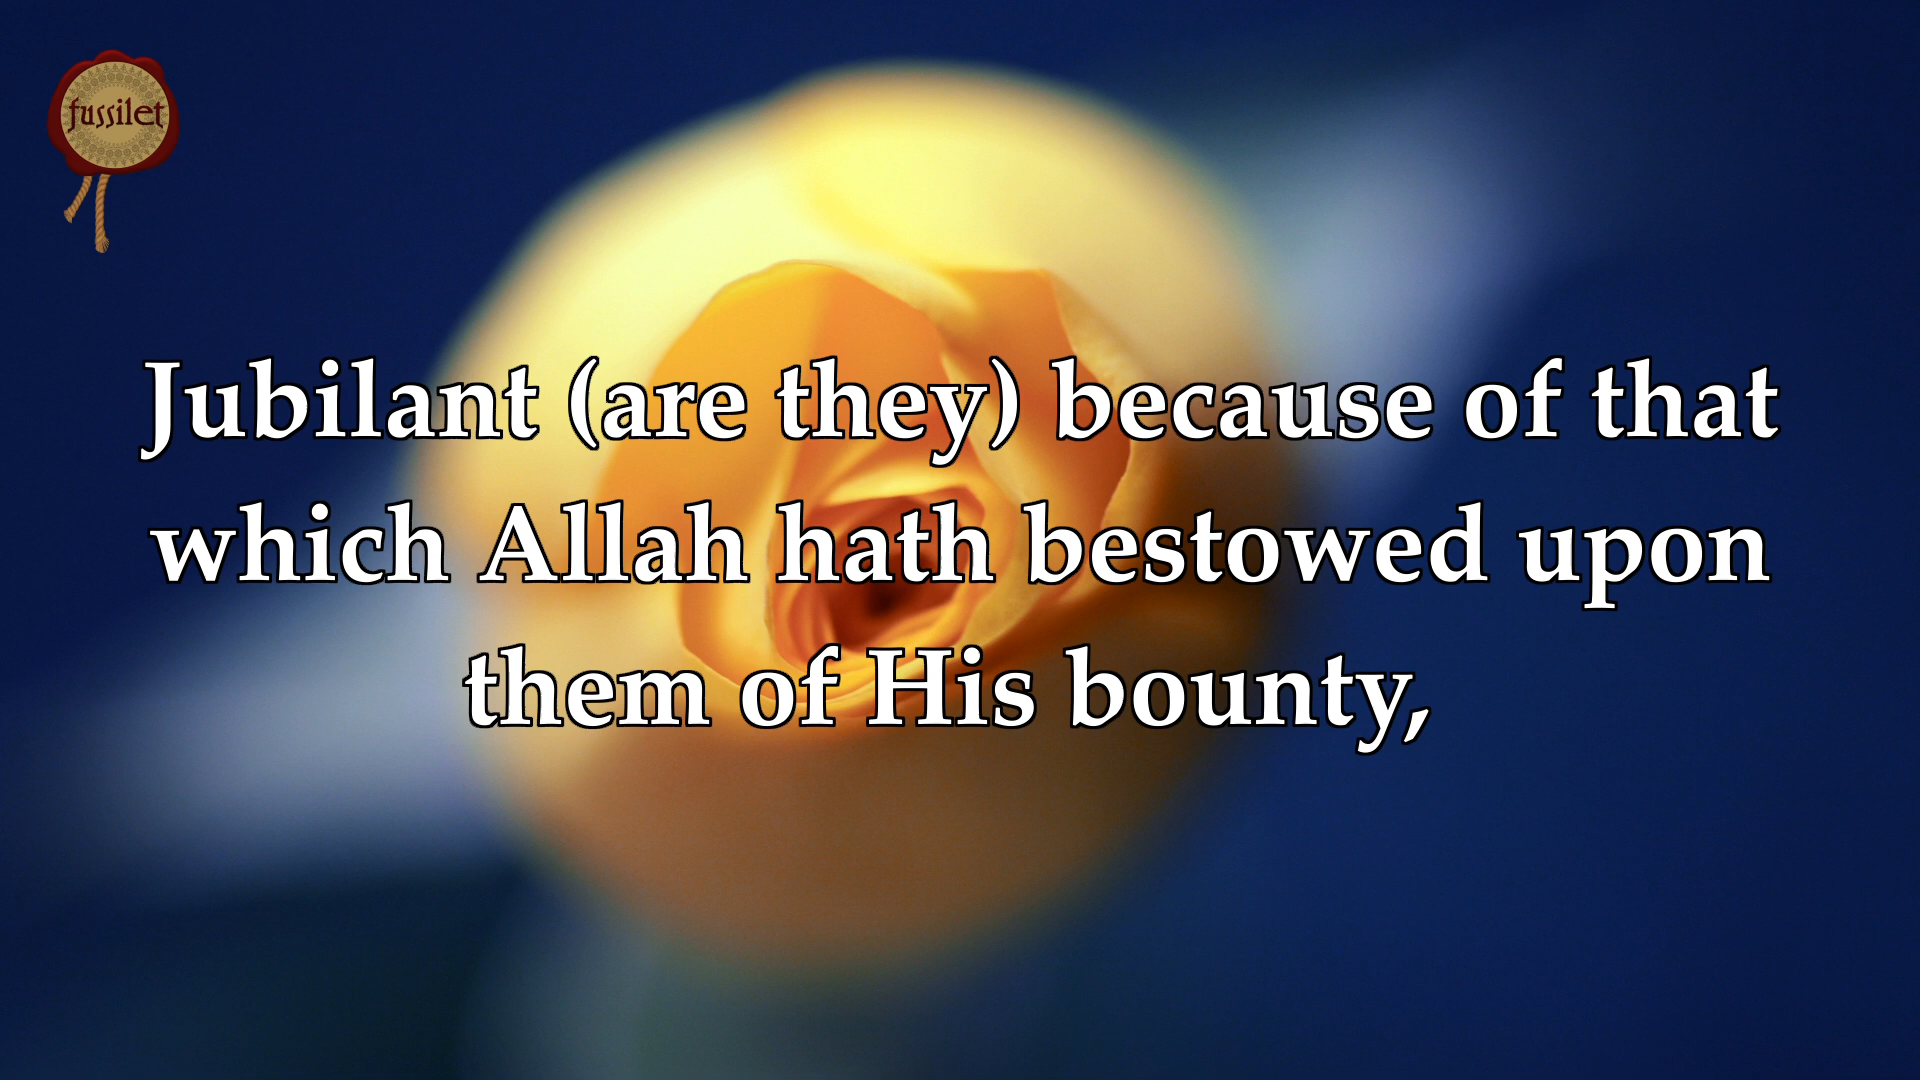 fussilet
Jubilant (are they) because of that
which Allah hath bestowed upon
them of His bounty,